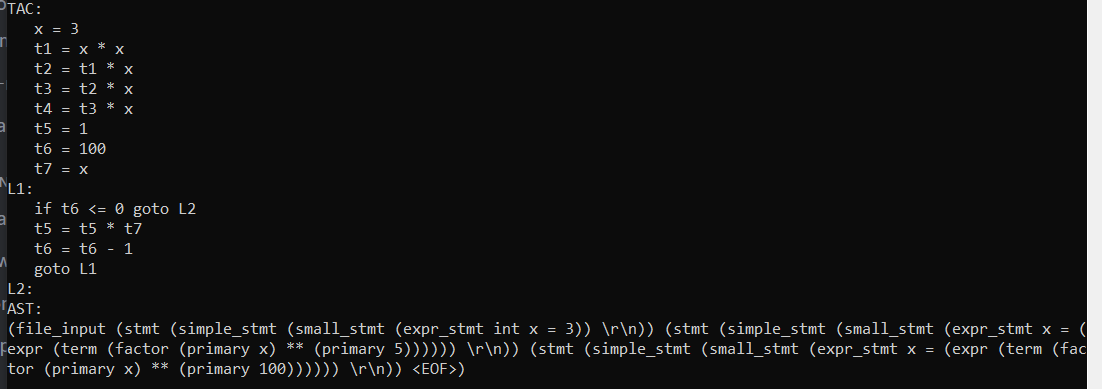 TAC:
x = 3
t1 = x * x
t2 = t1 * x
t3 = t2 * x
t4 = t3 * x
t5 = 1
t6 = 100
t7 = x
L1:
if t6 <= 0 goto L2
t5 = t5 * t7
t6 = t6 - 1
goto L1
L2:
AST:
(file_input (stmt (simple_stmt (small_stmt (expr_stmt int x = 3)) \r\n)) (stmt (simple_stmt (small_stmt (expr_stmt x = (
expr (term (factor (primary x) ** (primary 5)))))) \r\n)) (stmt (simple_stmt (small_stmt (expr_stmt x = (expr (term (fac
tor (primary x) ** (primary 100)))))) \r\n)) <EOF>)